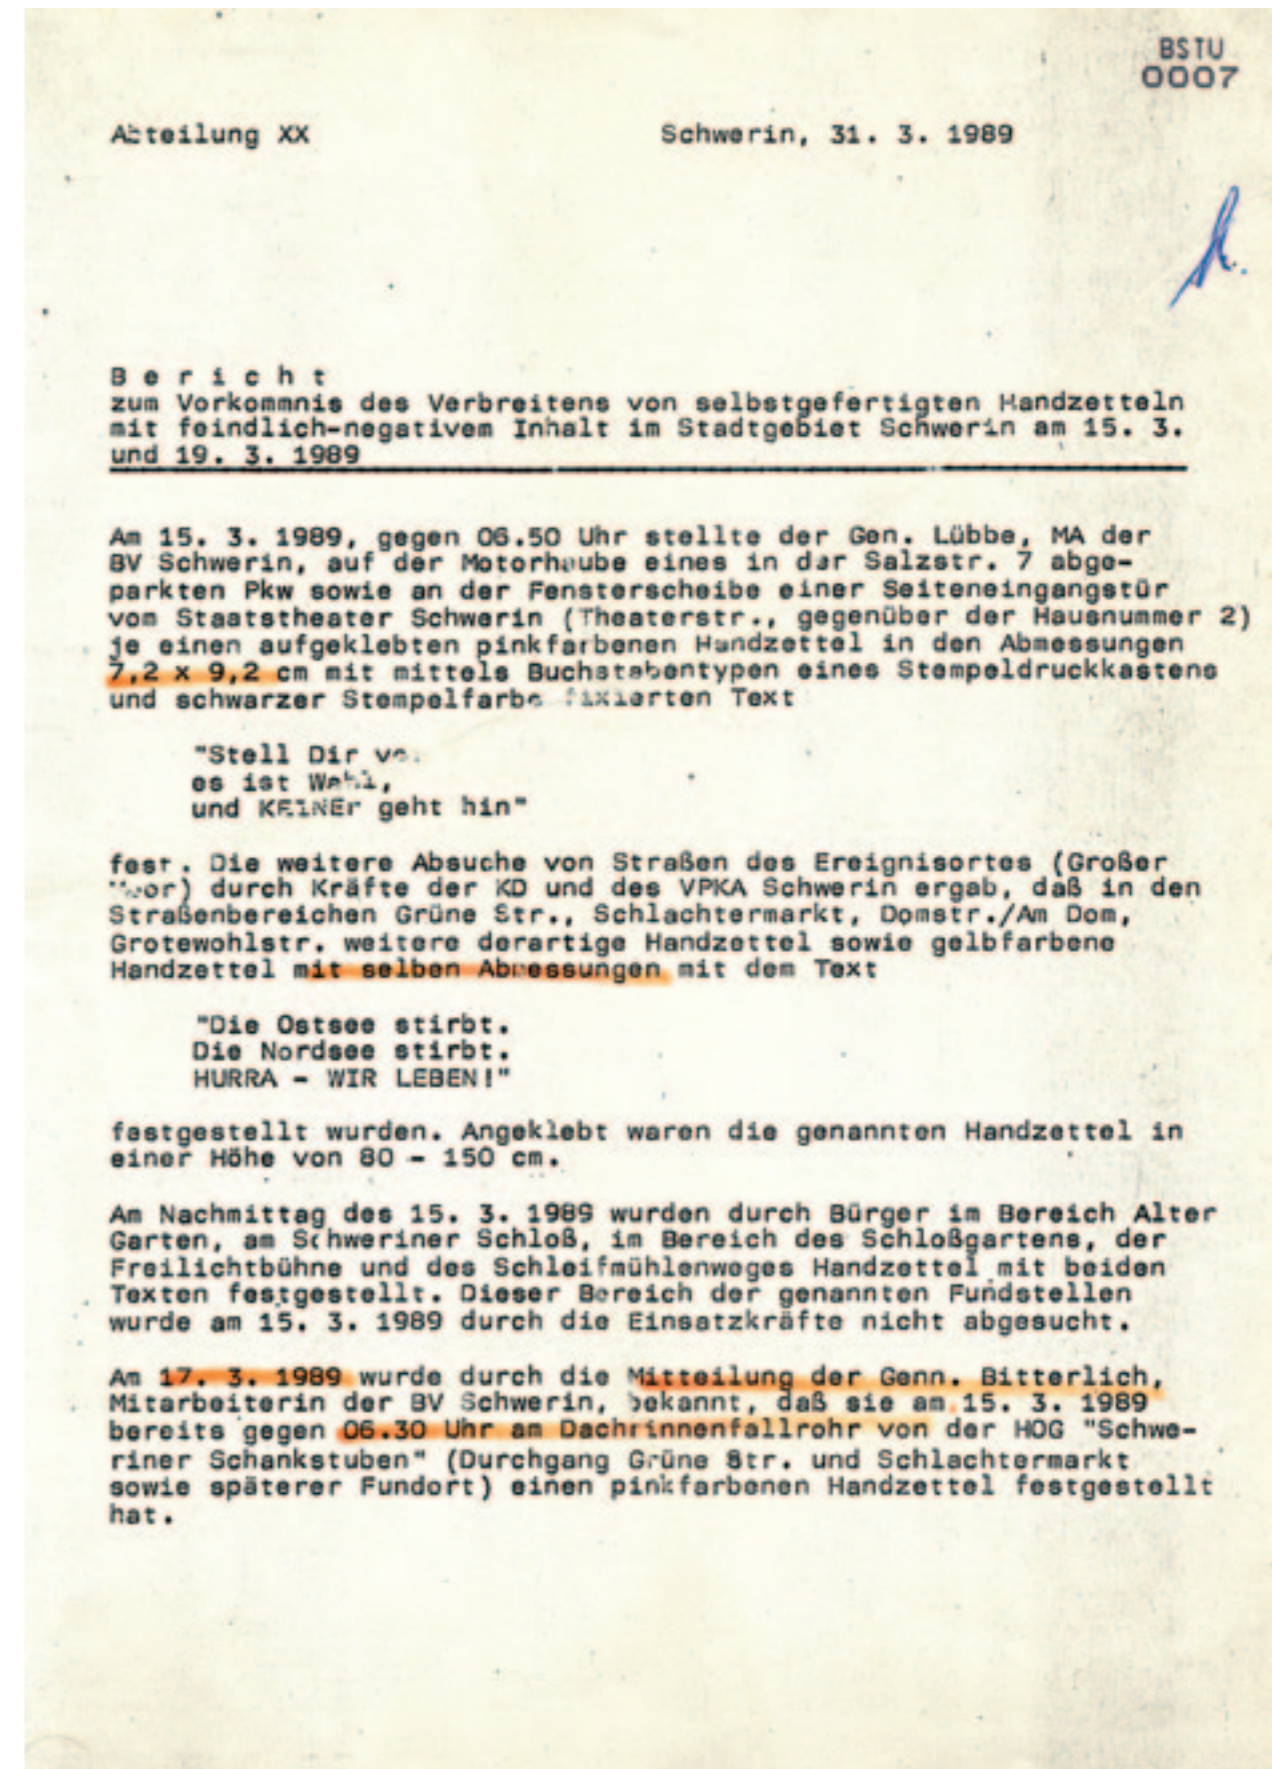 BSTU
0007
Abteilung XX Schwerin, 31. 3. 1989
B e r i c h t
zum Vorkommnis des Verbreitens von selbstgefertigten Handzetteln
mit feindlich-negativem Inhalt im Stadtgebiet Schwerin am 15. 3.
und 19. 3. 1989
Am 15. 3. 1989, gegen 06.50 Uhr stellte der Gen. Lübbe, MA der
BV Schwerin, auf der Motorhaube eines in der Salzstr. 7 abge-
parkten Pkw sowie an der Fensterscheibe einer Seiteneingangstür
vom Staatstheater Schwerin (Theaterstr., gegenüber der Hausnummer 2)
je einen aufgeklebten pinkfarbenen Handzettel in den Abmessungen
7,2 x 9,2 cm mit mittels Buchstabentypen eines Stempeldruckkastens
und schwarzer Stempelfarbe fixierten Text
"Stell Dir
es ist Wahl,
und KEINEr geht hin"
fest. Die weitere Absuche von Straßen des Ereignisortes (Großer
Moor) durch Kräfte der KD und des VPKA Schwerin ergab, daß in den
Straßenbereichen Grüne Str., Schlachtermarkt, Domstr./Am Dom,
Grotewohlstr. weitere derartige Handzettel sowie gelbfarbene
Handzettel mit selben Abmessungen mit dem Text
"Die Ostsee stirbt.
Die Nordsee stirbt.
HURRA - WIR LEBEN!"
festgestellt wurden. Angeklebt waren die genannten Handzettel in
einer Höhe von 80 - 150 cm.
Am Nachmittag des 15. 3. 1989 wurden durch Bürger im Bereich Alter
Garten, am Schweriner Schloß, im Bereich des Schloßgartens, der
Freilichtbühne und des Schleifmühlenweges Handzettel mit beiden
Texten festgestellt. Dieser Bereich der genannten Fundstellen
wurde am 15. 3. 1989 durch die Einsatzkräfte nicht abgesucht.
Am 17. 3. 1989 wurde durch die Mitteilung der Genn. Bitterlich,
Mitarbeiterin der BV Schwerin, bekannt, daß sie am 15. 3. 1989
bereits gegen 06.30 Uhr am Dachrinnenfallrohr von der HOG "Schwe-
riner Schankstuben" (Durchgang Grüne Str. und Schlachtermarkt
sowie späterer Fundort) einen pinkfarbenen Handzettel festgestellt
hat.